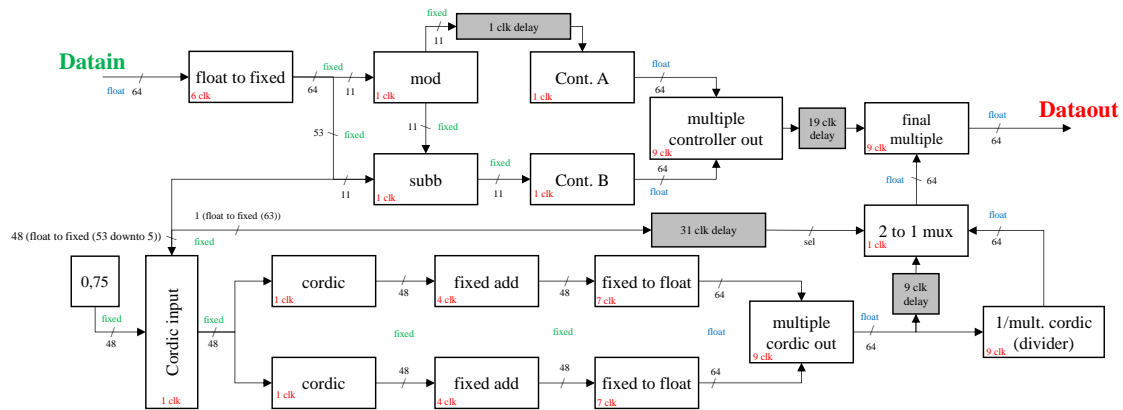 fixed
11
1 clk delay
Datain
float
64
float to fixed
6 clk
fixed
64
11
mod
1 clk
Cont. A
1 clk
float
64
53
fixed
11
fixed
multiple
controller out
9 clk
19 clk
delay
final
multiple
9 clk
float
64
Dataout
11
subb
1 clk
fixed
11
Cont. B
1 clk
64
float
float
64
1 (float to fixed (63))
48 (float to fixed (53 downto 5))
fixed
31 clk delay
sel
2 to 1 mux
1 clk
float
64
0,75
fixed
48
Cordic input
1 clk
fixed
48
cordic
1 clk
48
fixed add
4 clk
48
fixed to float
7 clk
64
9 clk
delay
fixed
fixed
float
multiple
cordic out
9 clk
float
64
1/mult. cordic
(divider)
9 clk
cordic
1 clk
48
fixed add
4 clk
48
fixed to float
7 clk
64